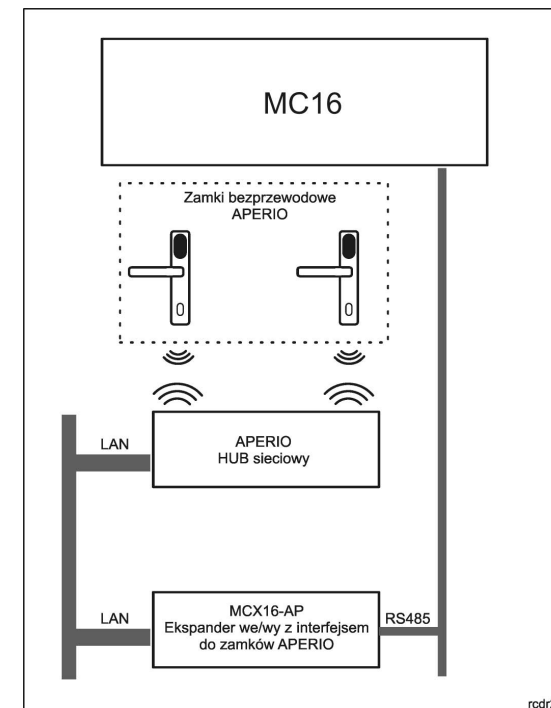 MC16
Zamki bezprzewodowe
APERIO
LAN
APERIO
HUB sieciowy
LAN
MCX16-AP
Ekspander we/wy z interfejsem
do zamków APERIO
RS485